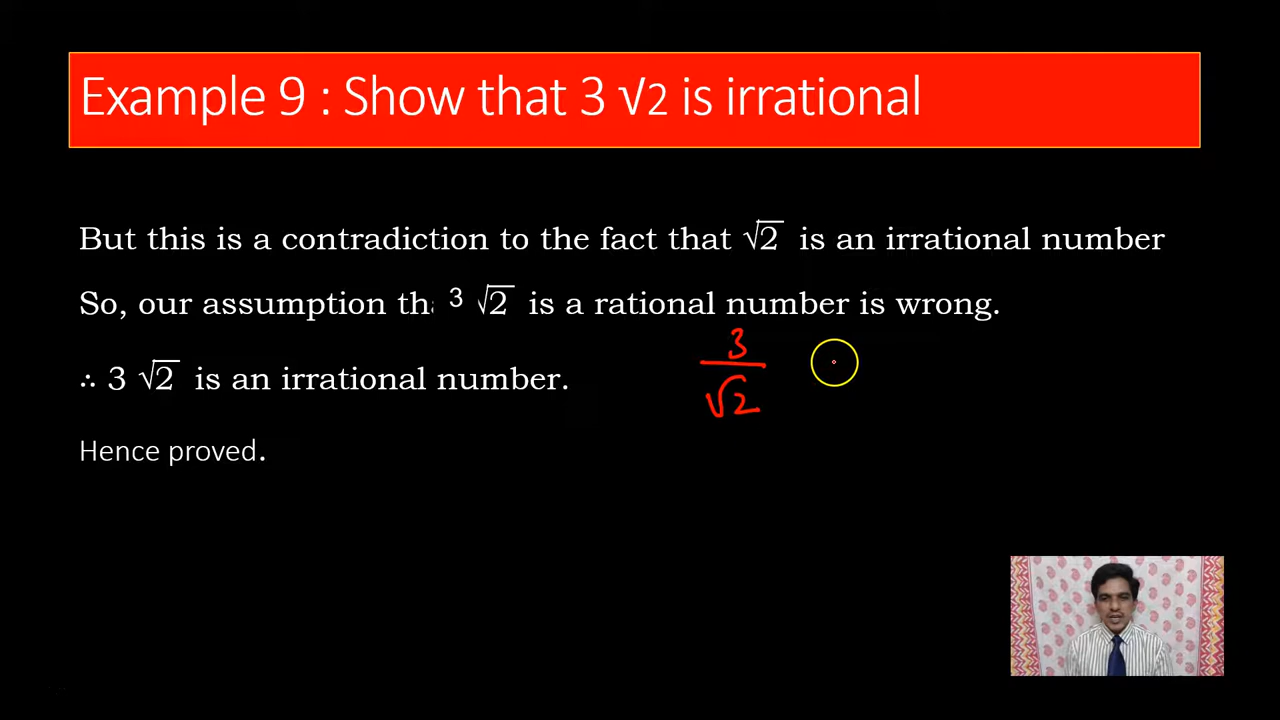 Example 9 : Show that 3 √2 is irrational
But this is a contradiction to the fact that √2 is an irrational number
So, our assumption tha 3 √2 is a rational number is wrong.
3
∴ 3 √2 is an irrational number.
√2
Hence proved.